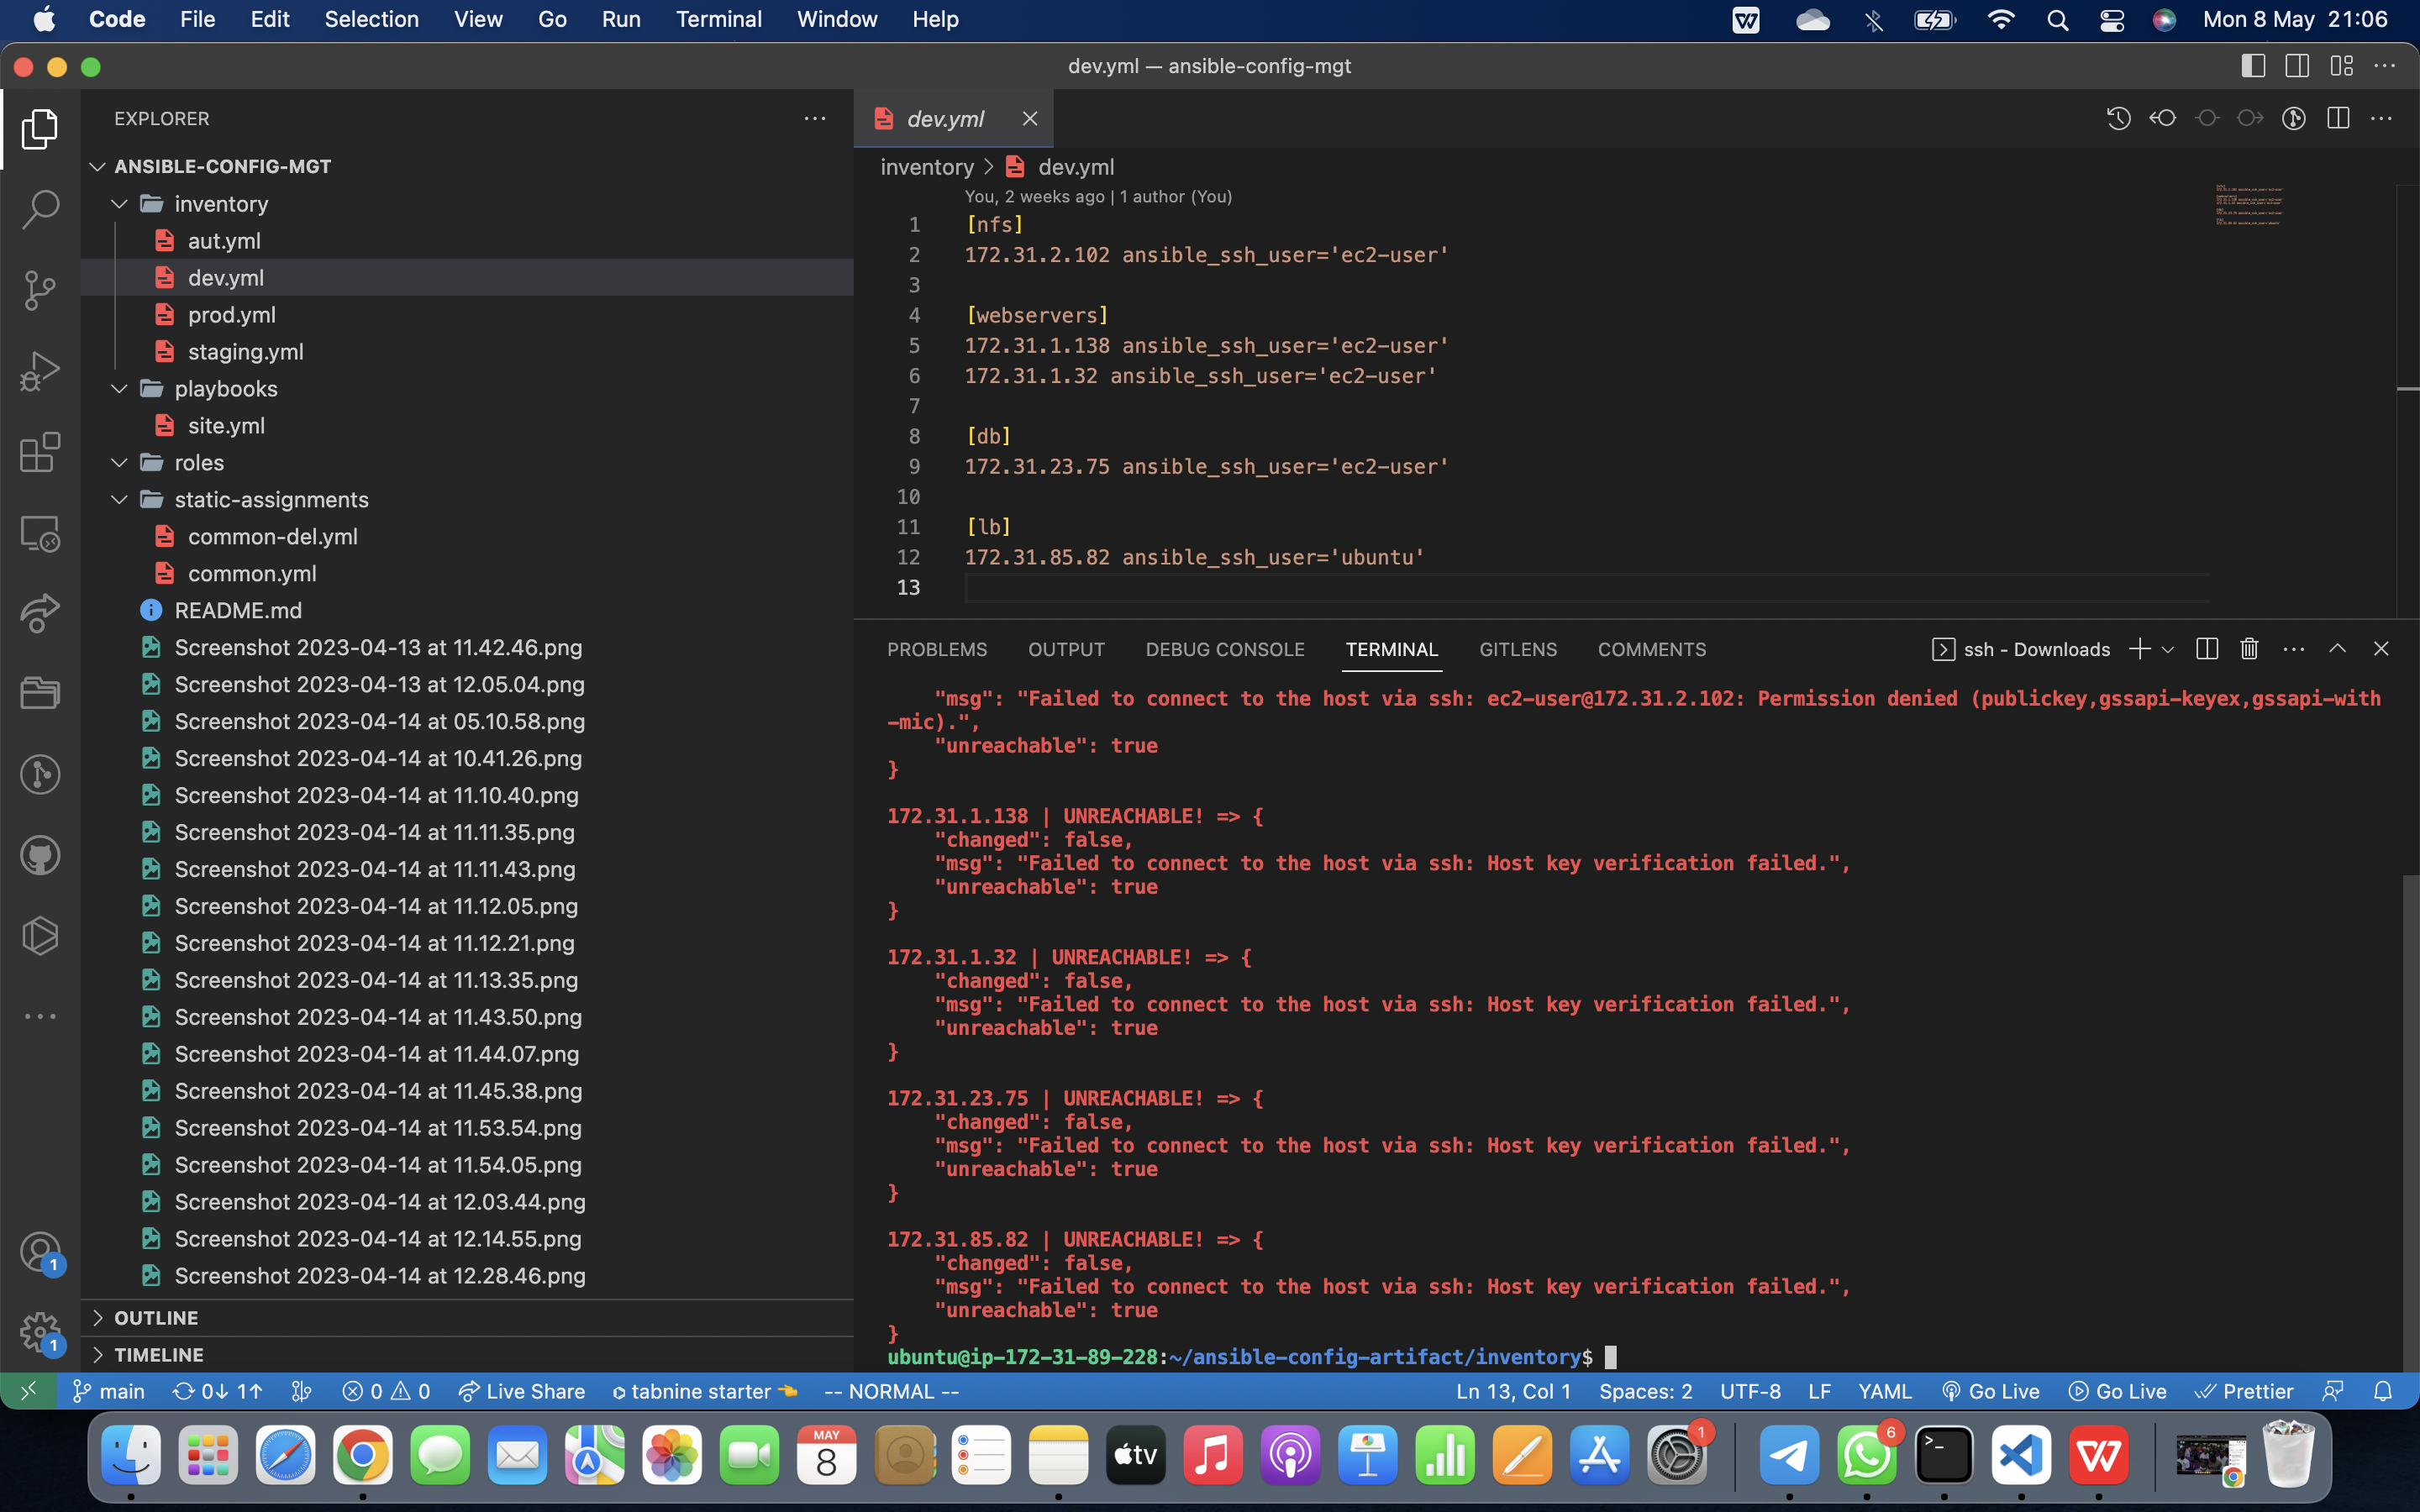 Code File Edit Selection View Go Run Terminal Window Help Mon 8 May 21:06
dev.yml — ansible-config-mgt
EXPLORER
ANSIBLE-CONFIG-MGT
inventory
aut.yml
dev.yml
prod.yml
staging.yml
playbooks
site.yml
roles
static-assignments
common-del.yml
common.yml
README.md
Screenshot 2023-04-13 at 11.42.46.png
Screenshot 2023-04-13 at 12.05.04.png
Screenshot 2023-04-14 at 05.10.58.png
Screenshot 2023-04-14 at 10.41.26.png
Screenshot 2023-04-14 at 11.10.40.png
Screenshot 2023-04-14 at 11.11.35.png
Screenshot 2023-04-14 at 11.11.43.png
Screenshot 2023-04-14 at 11.12.05.png
Screenshot 2023-04-14 at 11.12.21.png
Screenshot 2023-04-14 at 11.13.35.png
Screenshot 2023-04-14 at 11.43.50.png
Screenshot 2023-04-14 at 11.44.07.png
Screenshot 2023-04-14 at 11.45.38.png
Screenshot 2023-04-14 at 11.53.54.png
Screenshot 2023-04-14 at 11.54.05.png
Screenshot 2023-04-14 at 12.03.44.png
Screenshot 2023-04-14 at 12.14.55.png
Screenshot 2023-04-14 at 12.28.46.png
OUTLINE
TIMELINE
1
1
dev.yml
inventory > dev.yml
You, 2 weeks ago | 1 author (You)
1 [nfs]
2 172.31.2.102 ansible_ssh_user='ec2-user'
3
4 [webservers]
5 172.31.1.138 ansible_ssh_user='ec2-user'
6 172.31.1.32 ansible_ssh_user='ec2-user'
7
8 [db]
9 172.31.23.75 ansible_ssh_user='ec2-user'
10
11 [lb]
12 172.31.85.82 ansible_ssh_user='ubuntu'
13
PROBLEMS OUTPUT DEBUG CONSOLE TERMINAL GITLENS COMMENTS ssh - Downloads
"msg": "Failed to connect to the host via ssh: ec2-user@172.31.2.102: Permission denied (publickey,gssapi-keyex,gssapi-with
-mic).",
"unreachable": true
}
172.31.1.138 | UNREACHABLE! => {
"changed": false,
"msg": "Failed to connect to the host via ssh: Host key verification failed.",
"unreachable": true
}
172.31.1.32 | UNREACHABLE! => {
"changed": false,
"msg": "Failed to connect to the host via ssh: Host key verification failed.",
"unreachable": true
}
172.31.23.75 | UNREACHABLE! => {
"changed": false,
"msg": "Failed to connect to the host via ssh: Host key verification failed.",
"unreachable": true
}
172.31.85.82 | UNREACHABLE! => {
"changed": false,
"msg": "Failed to connect to the host via ssh: Host key verification failed.",
"unreachable": true
}
ubuntu@ip-172-31-89-228:~/ansible-config-artifact/inventory$
main 0↓ 1↑ 0 0 Live Share tabnine starter -- NORMAL -- Ln 13, Col 1 Spaces: 2 UTF-8 LF YAML Go Live Go Live Prettier
MAY
8
tv
1
6